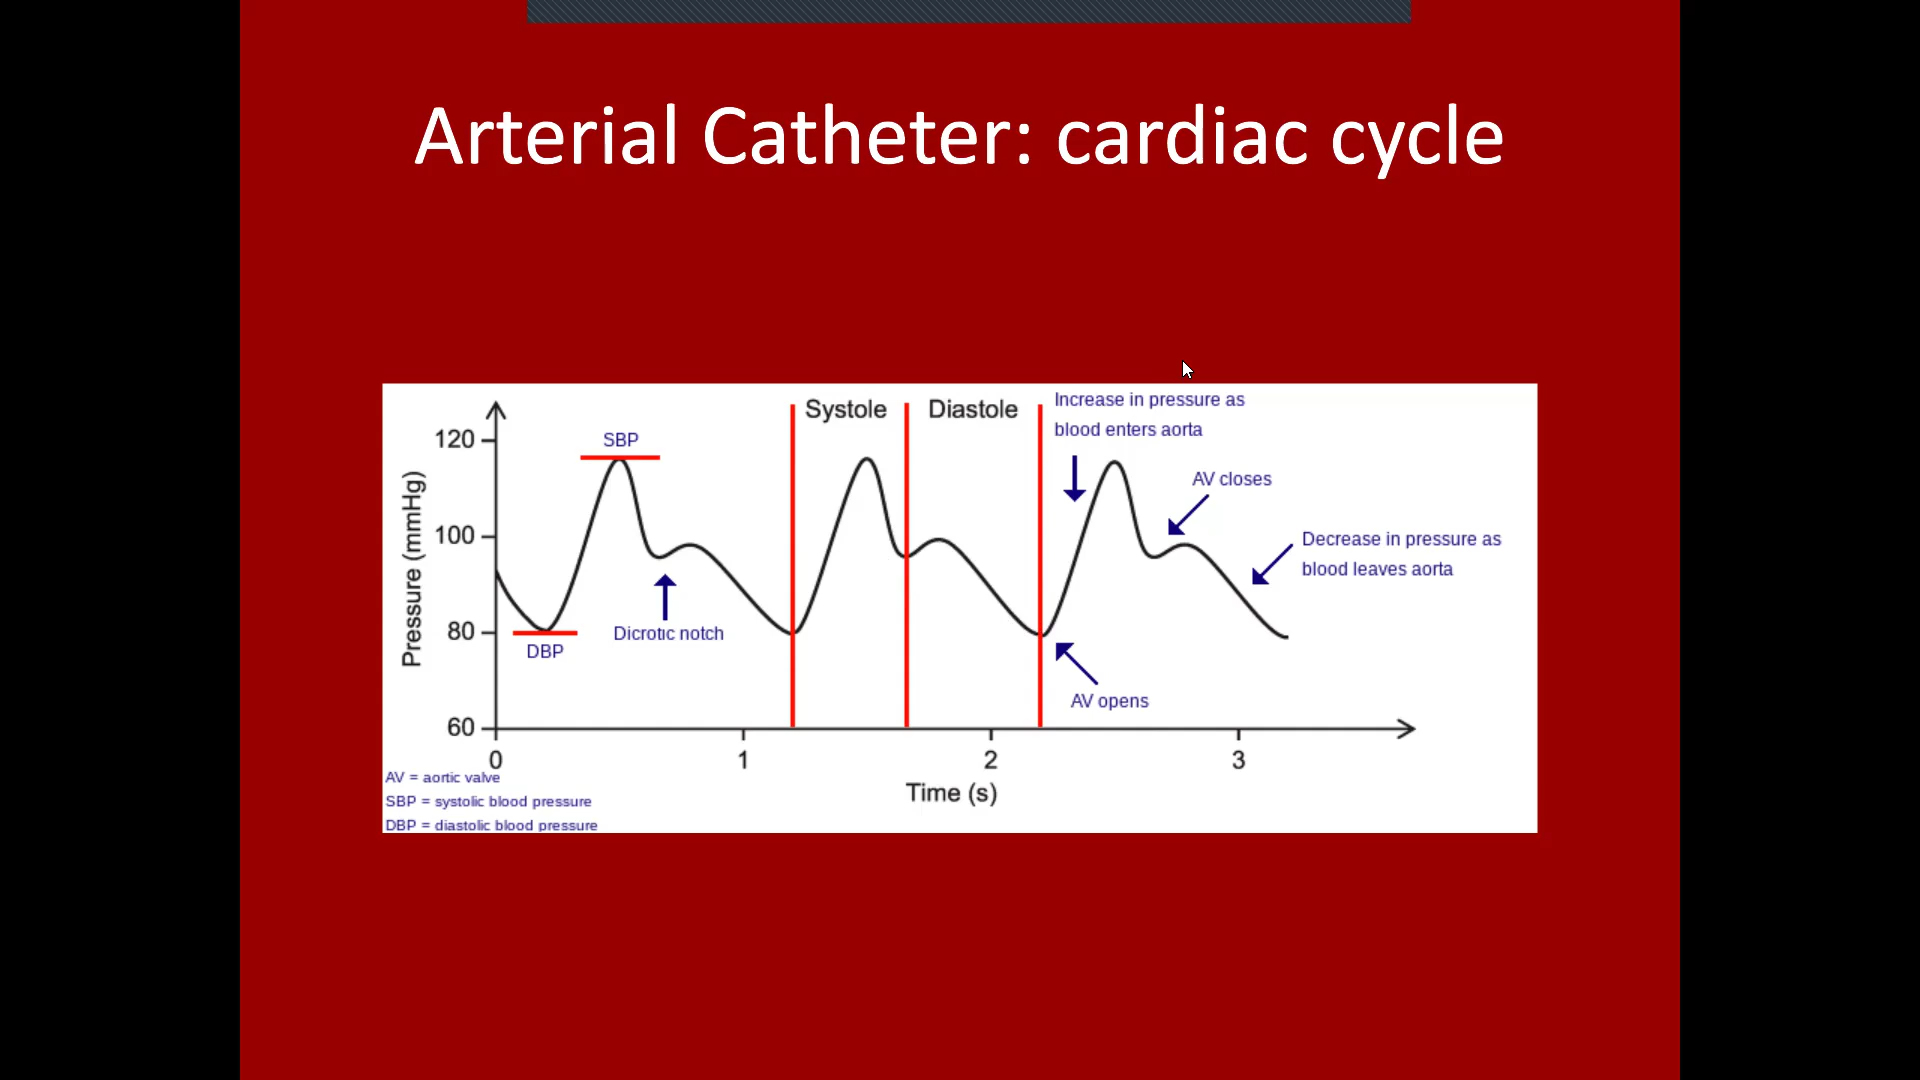 Arterial Catheter: cardiac cycle
Systole
Diastole
Increase in pressure as
blood enters aorta
120
SBP
AV closes
100
Decrease in pressure as
blood leaves aorta
Pressure (mmHg)
80
DBP
Dicrotic notch
AV opens
60
0
1
2
3
Time (s)
AV = aortic valve
SBP = systolic blood pressure
DBP = diastolic blood pressure